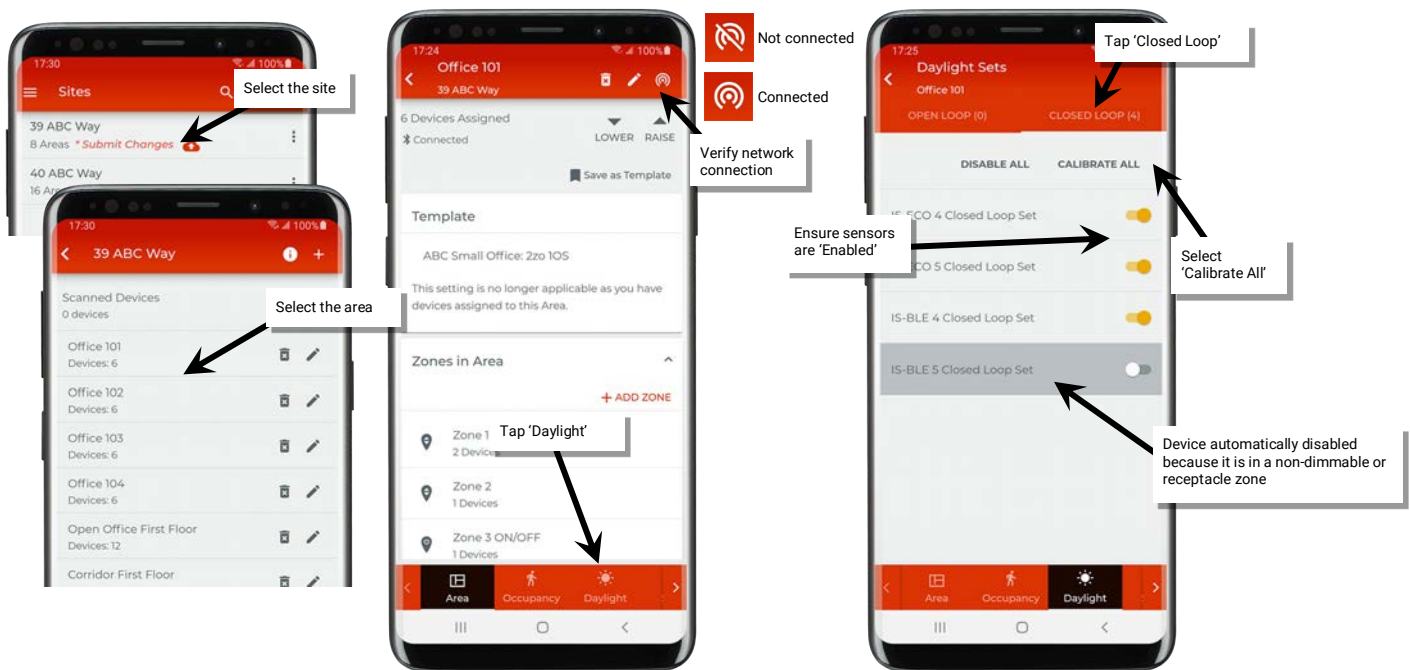 17:30
100%
Sites
Select the site
39 ABC Way
8 Areas * Submit Changes
40 ABC Way
16
17:30
100%
39 ABC Way
Scanned Devices
0 devices
Select the area
Office 101
Devices: 6
Office 102
Devices: 6
Office 103
Devices: 6
Office 104
Devices: 6
Open Office First Floor
Devices: 12
Corridor First Floor
17:24
100%
Office 101
39 ABC Way
6 Devices Assigned
Connected
LOWER RAISE
Save as Template
Template
ABC Small Office: 2zo 1OS
This setting is no longer applicable as you have
devices assigned to this Area.
Zones in Area
+ ADD ZONE
Zone 1
2 Devices
Tap ‘Daylight’
Zone 2
1 Devices
Zone 3 ON/OFF
1 Devices
Area
Occupancy
Daylight
Not connected
Connected
Verify network
connection
17:25
Daylight Sets
Office 101
Tap ‘Closed Loop’
OPEN LOOP (0)
CLOSED LOOP (4)
DISABLE ALL
CALIBRATE ALL
IS-ECO 4 Closed Loop Set
Ensure sensors
are ‘Enabled’
ECO 5 Closed Loop Set
Select
‘Calibrate All’
IS-BLE 4 Closed Loop Set
IS-BLE 5 Closed Loop Set
Device automatically disabled
because it is in a non-dimmable or
receptacle zone
Area
Occupancy
Daylight